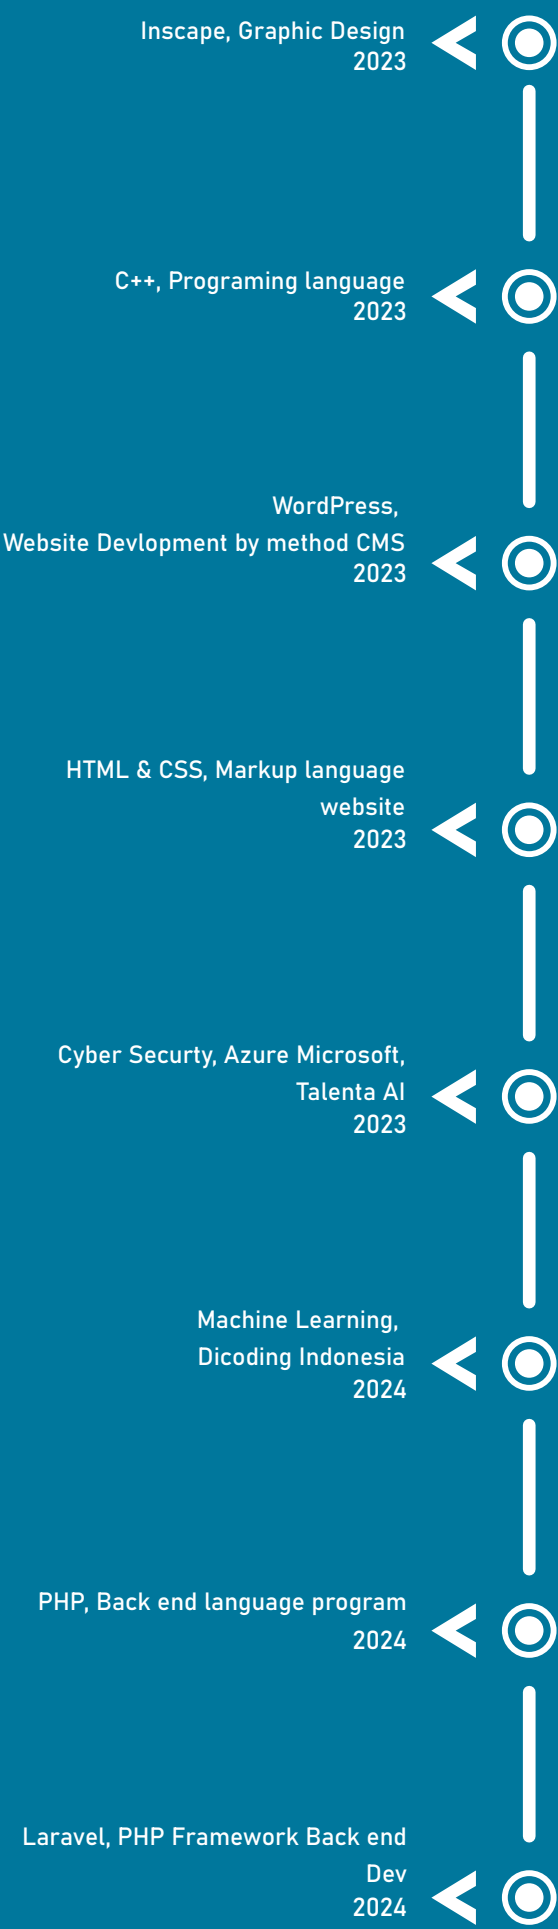 Inscape, Graphic Design
2023
C++, Programing language
2023
WordPress,
Website Devlopment by method CMS
2023
HTML & CSS, Markup language
website
2023
Cyber Securty, Azure Microsoft,
Talenta AI
2023
Machine Learning,
Dicoding Indonesia
2024
PHP, Back end language program
2024
Laravel, PHP Framework Back end
Dev
2024